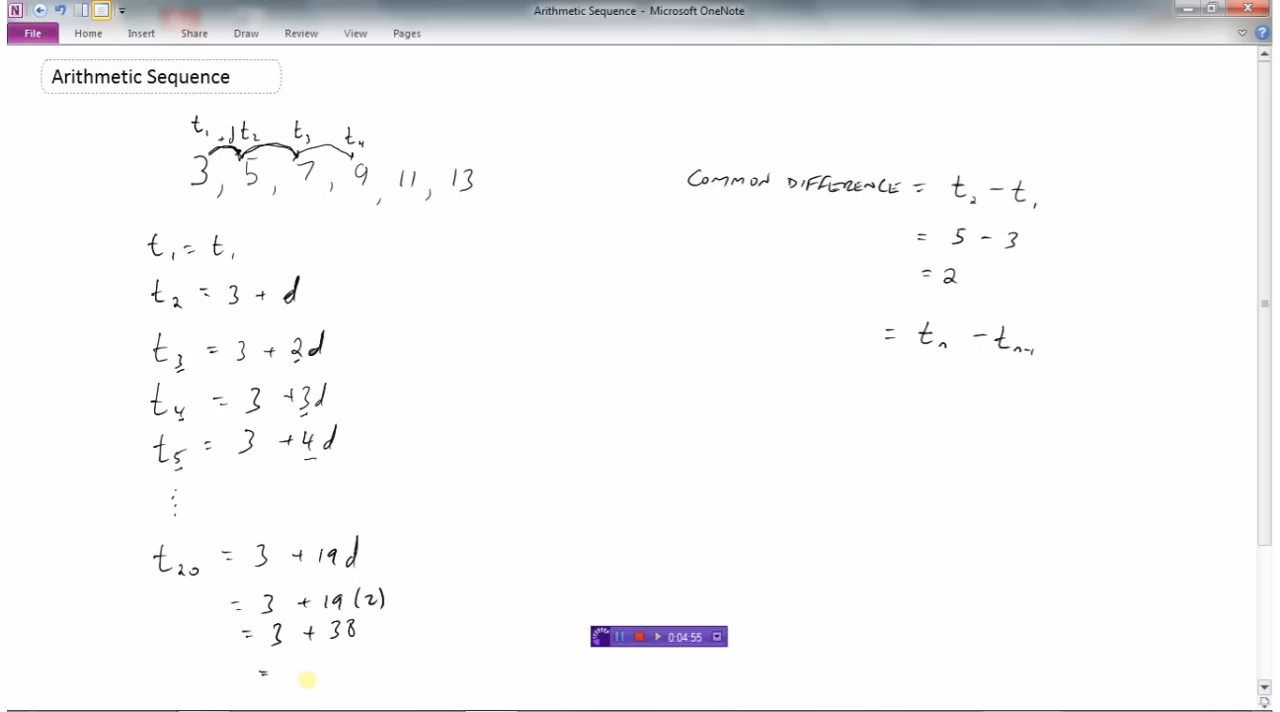 Arithmetic Sequence - Microsoft OneNote
File Home Insert Share Draw Review View Pages
Arithmetic Sequence
t₁ +d t₂ t₃ t₄
3, 5, 7, 9, 11, 13
t₁ = t₁
t₂ = 3 + d
t₃ = 3 + 2d
t₄ = 3 + 3d
t₅ = 3 + 4d
⋮
t₂₀ = 3 + 19d
= 3 + 19(2)
= 3 + 38
=
COMMON DIFFERENCE = t₂ - t₁
= 5 - 3
= 2
= tₙ - tₙ₋₁
0:04:55